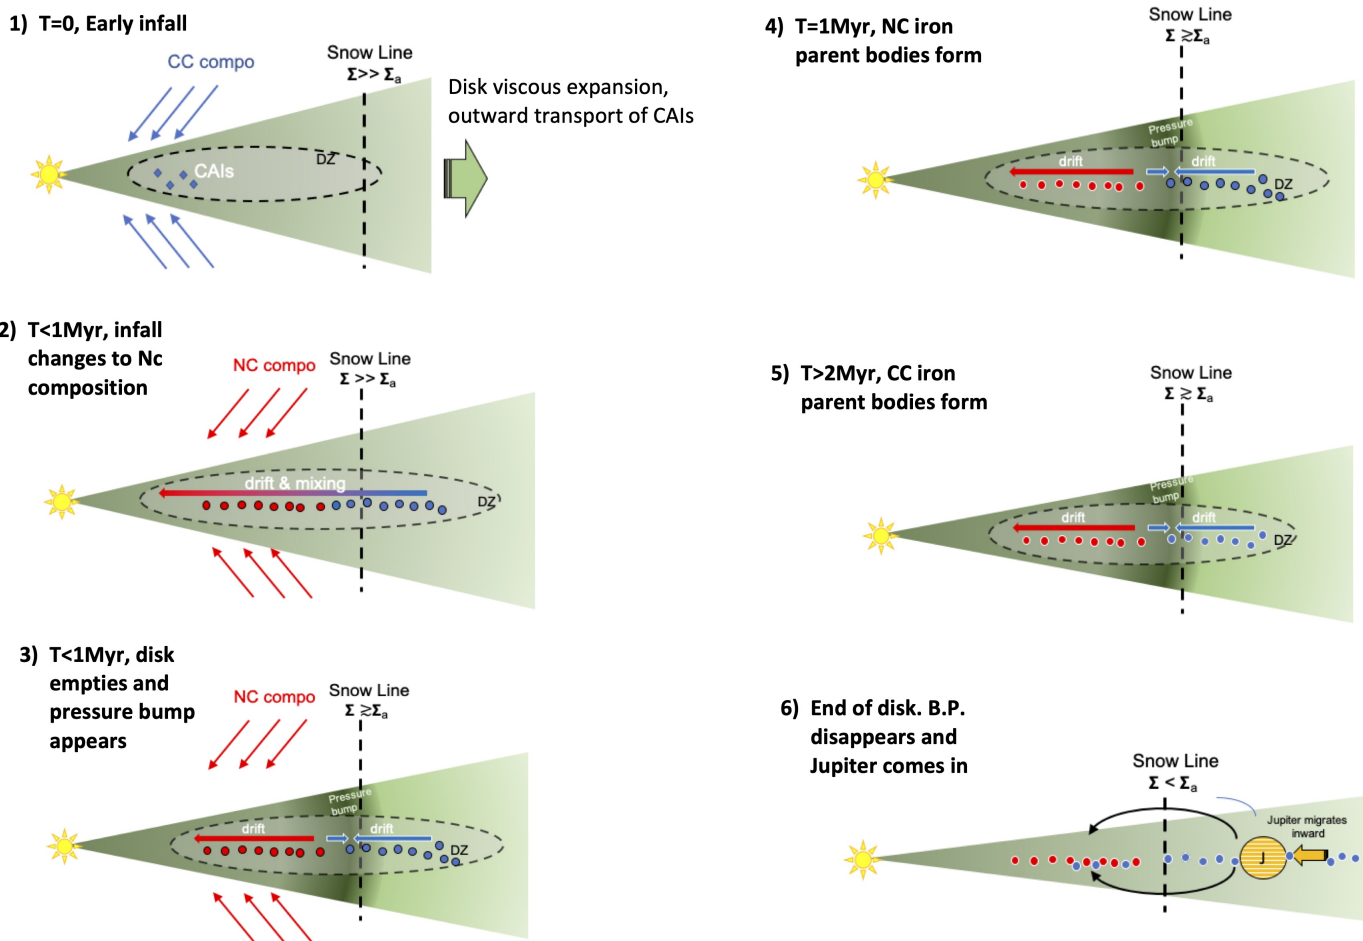 1) T=0, Early infall
CC compo
Snow Line
Σ>> Σa
DZ
CAIs
Disk viscous expansion,
outward transport of CAIs
2) T<1Myr, infall
changes to Nc
composition
NC compo
Snow Line
Σ >> Σa
drift & mixing
DZ
3) T<1Myr, disk
empties and
pressure bump
appears
NC compo
Snow Line
Σ ≳Σa
Pressure
bump
drift
drift
DZ
4) T=1Myr, NC iron
parent bodies form
Snow Line
Σ ≳Σa
Pressure
bump
drift
drift
DZ
5) T>2Myr, CC iron
parent bodies form
Snow Line
Σ ≳ Σa
Pressure
bump
drift
drift
DZ
6) End of disk. B.P.
disappears and
Jupiter comes in
Snow Line
Σ < Σa
Jupiter migrates
inward
J